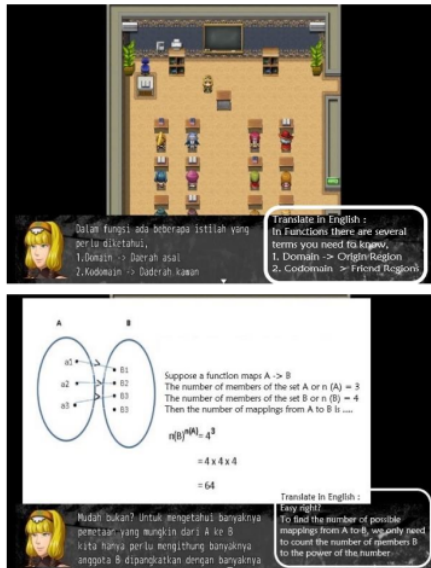 Dalam fungsi ada beberapa istilah yang
perlu diketahui,
1.Domain -> Daerah asal
2.Kodomain -> Daderah kawan
Translate in English :
In Functions there are several
terms you need to know,
1. Domain -> Origin Region
2. Codomain -> Friend Regions
A
B
a1
a2
a3
B1
B2
B3
B3
Suppose a function maps A -> B
The number of members of the set A or n (A) = 3
The number of members of the set B or n (B) = 4
Then the number of mappings from A to B is ....
n(B)^n(A) = 4^3
= 4 x 4 x 4
= 64
Mudah bukan? Untuk mengetahui banyaknya
pemetaan yang mungkin dari A ke B
kita hanya perlu mengithung banyaknya
anggota B dipangkatkan dengan banyaknya
Translate in English :
Easy right?
To find the number of possible
mappings from A to B, we only need
to count the number of members B
to the power of the number